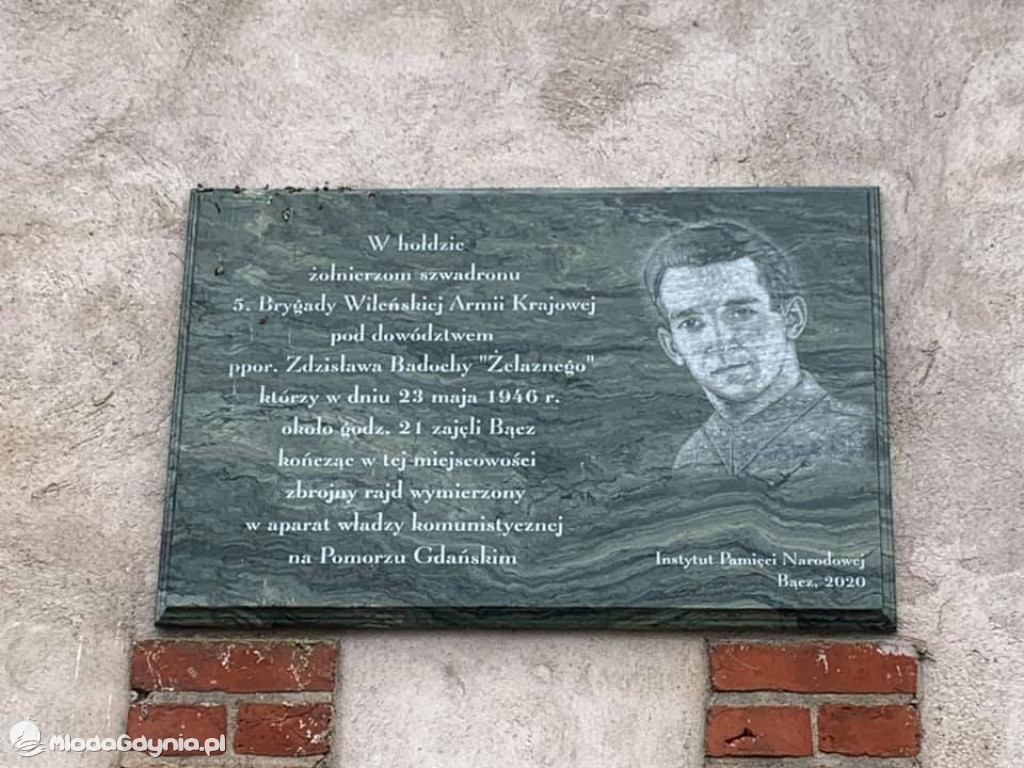 W hołdzie
żołnierzom szwadronu
5. Brygady Wileńskiej Armii Krajowej
pod dowództwem
ppor. Zdzisława Badochy "Żelaznego"
którzy w dniu 23 maja 1946 r.
około godz. 21 zajęli Bącz
kończąc w tej miejscowości
zbrojny rajd wymierzony
w aparat władzy komunistycznej
na Pomorzu Gdańskim
Instytut Pamięci Narodowej
Bącz, 2020
MlodaGdynia.pl